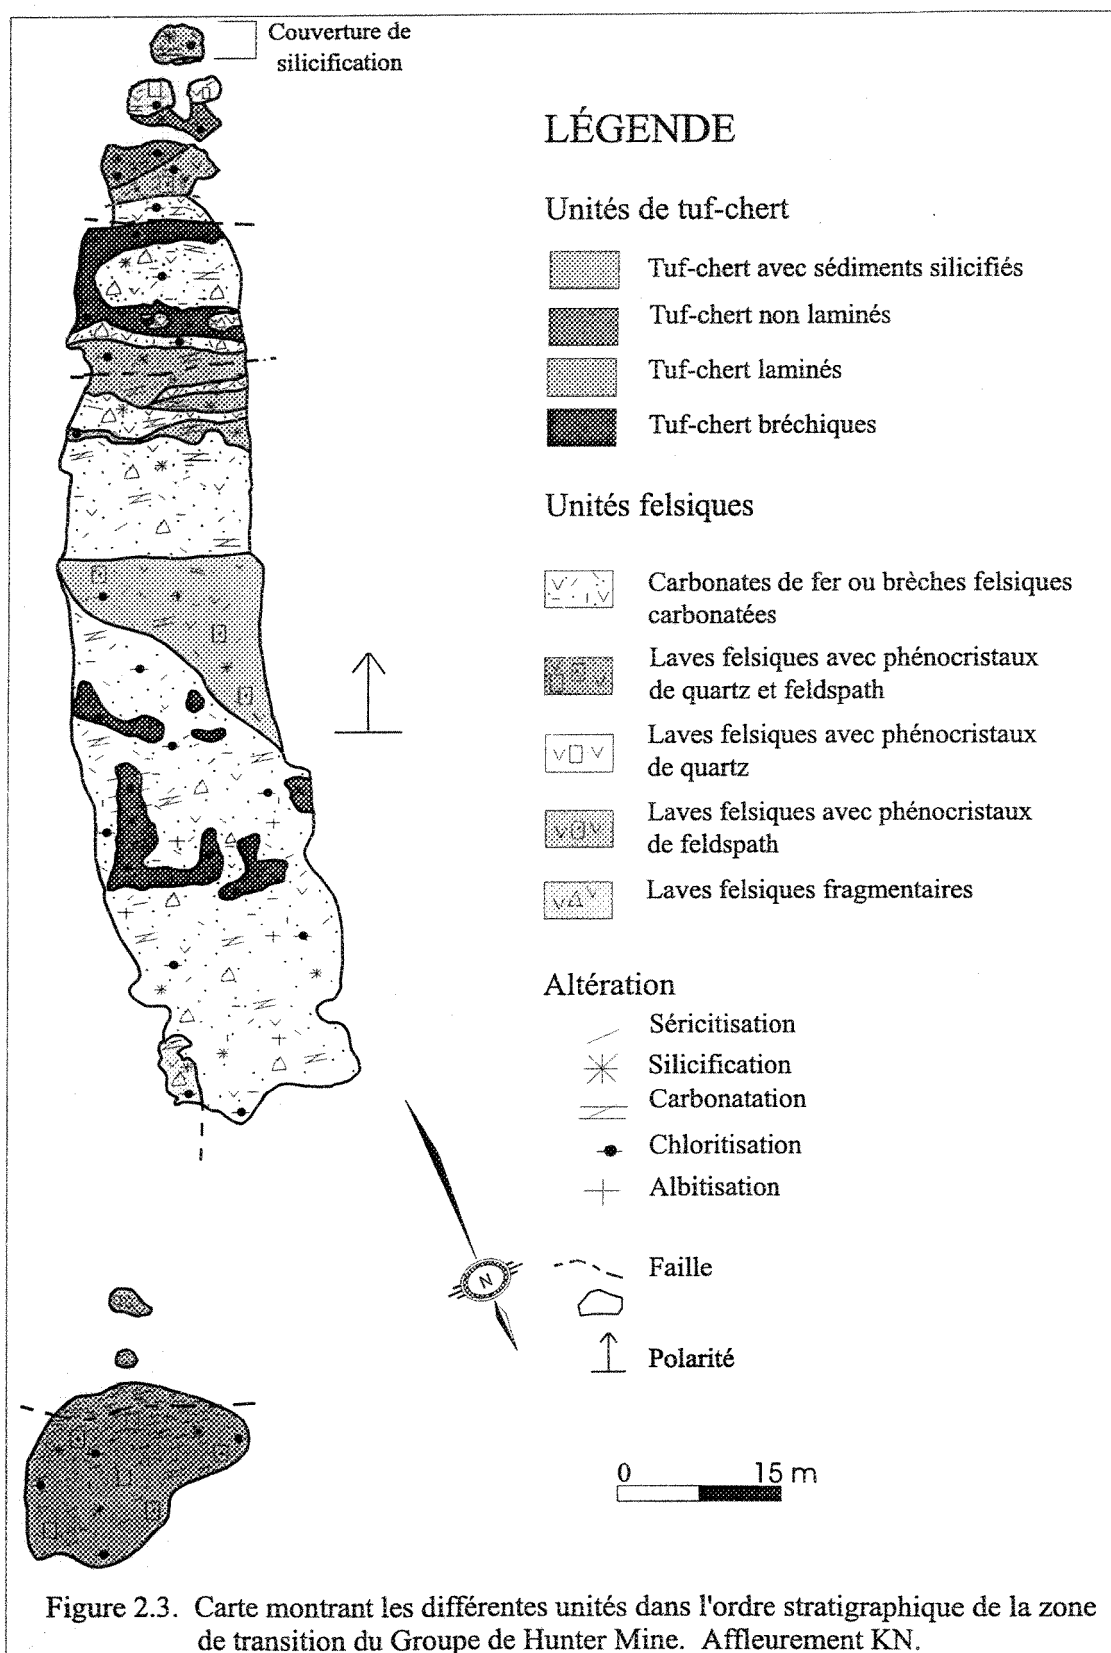 Couverture de
silicification
LÉGENDE
Unités de tuf-chert
Tuf-chert avec sédiments silicifiés
Tuf-chert non laminés
Tuf-chert laminés
Tuf-chert bréchiques
Unités felsiques
Carbonates de fer ou brèches felsiques
carbonatées
Laves felsiques avec phénocristaux
de quartz et feldspath
Laves felsiques avec phénocristaux
de quartz
Laves felsiques avec phénocristaux
de feldspath
Laves felsiques fragmentaires
Altération
Séricitisation
Silicification
Carbonatation
Chloritisation
Albitisation
N
Faille
Polarité
0 15 m
Figure 2.3. Carte montrant les différentes unités dans l'ordre stratigraphique de la zone
de transition du Groupe de Hunter Mine. Affleurement KN.